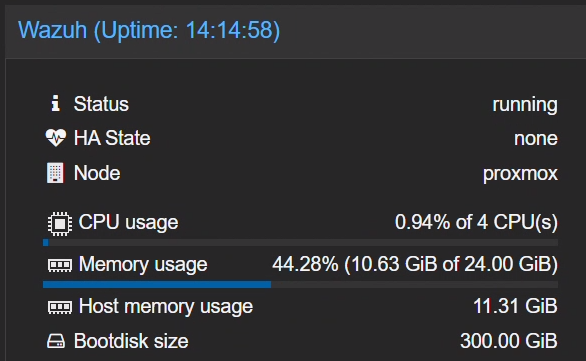 Wazuh (Uptime: 14:14:58)
Status running
HA State none
Node proxmox
CPU usage 0.94% of 4 CPU(s)
Memory usage 44.28% (10.63 GiB of 24.00 GiB)
Host memory usage 11.31 GiB
Bootdisk size 300.00 GiB